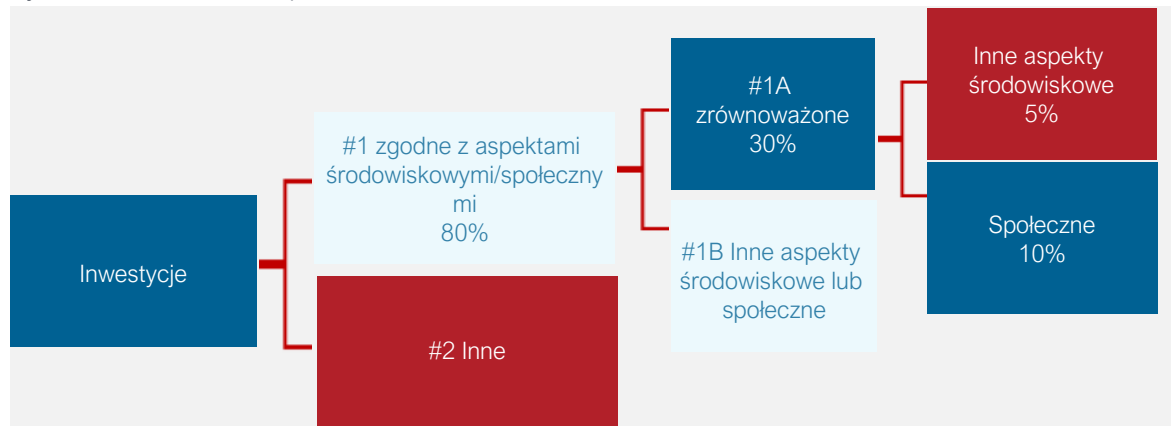 Inwestycje
#1 zgodne z aspektami
środowiskowymi/społeczny
mi
80%
#2 Inne
#1A
zrównoważone
30%
#1B Inne aspekty
środowiskowe lub
społeczne
Inne aspekty
środowiskowe
5%
Społeczne
10%